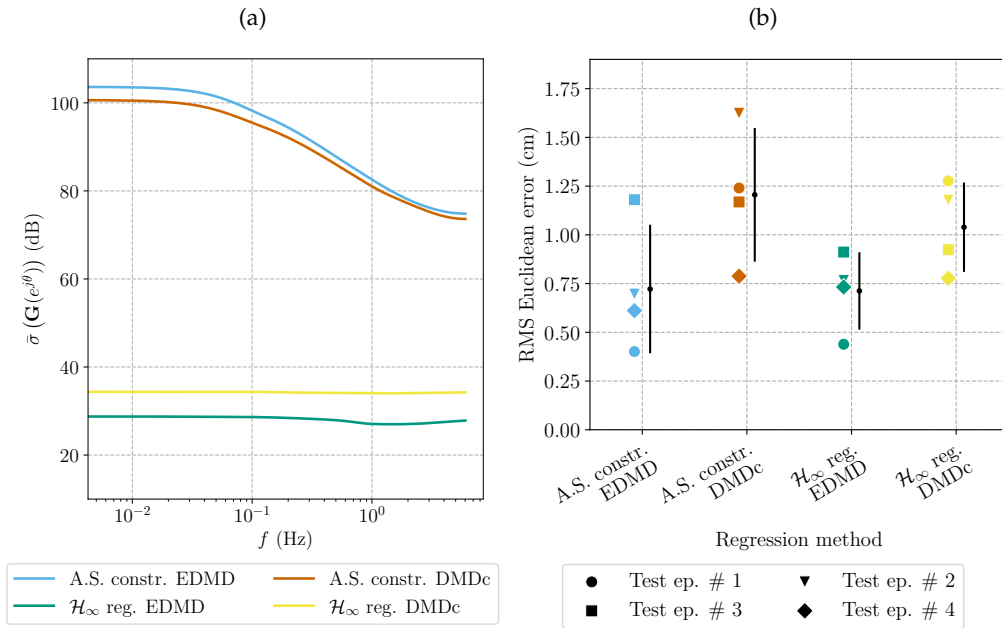 (a)
(b)
100
80
60
40
20
σ̄ (G(e^{jθ})) (dB)
10⁻²
10⁻¹
10⁰
f (Hz)
A.S. constr. EDMD
A.S. constr. DMDc
ℋ∞ reg. EDMD
ℋ∞ reg. DMDc
1.75
1.50
1.25
1.00
0.75
0.50
0.25
0.00
RMS Euclidean error (cm)
A.S. constr.
EDMD
A.S. constr.
DMDc
ℋ∞ reg.
EDMD
ℋ∞ reg.
DMDc
Regression method
Test ep. # 1
Test ep. # 2
Test ep. # 3
Test ep. # 4